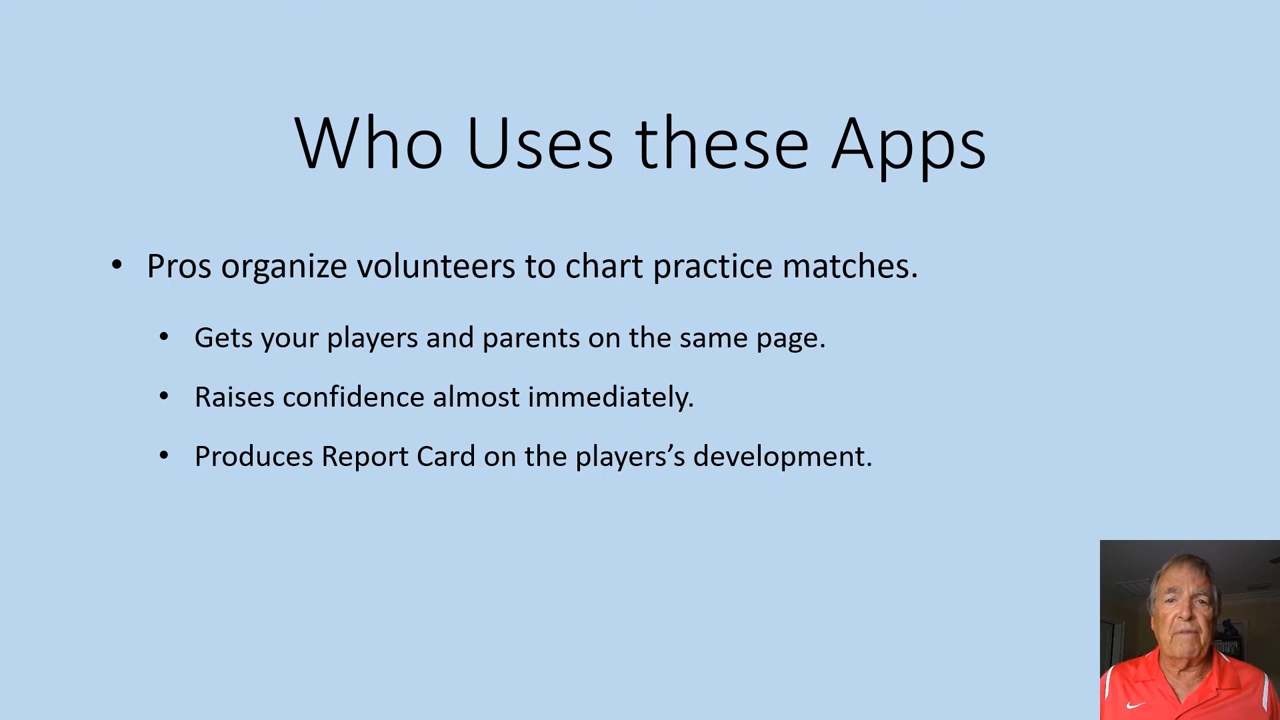 Who Uses these Apps
• Pros organize volunteers to chart practice matches.
• Gets your players and parents on the same page.
• Raises confidence almost immediately.
• Produces Report Card on the players’s development.